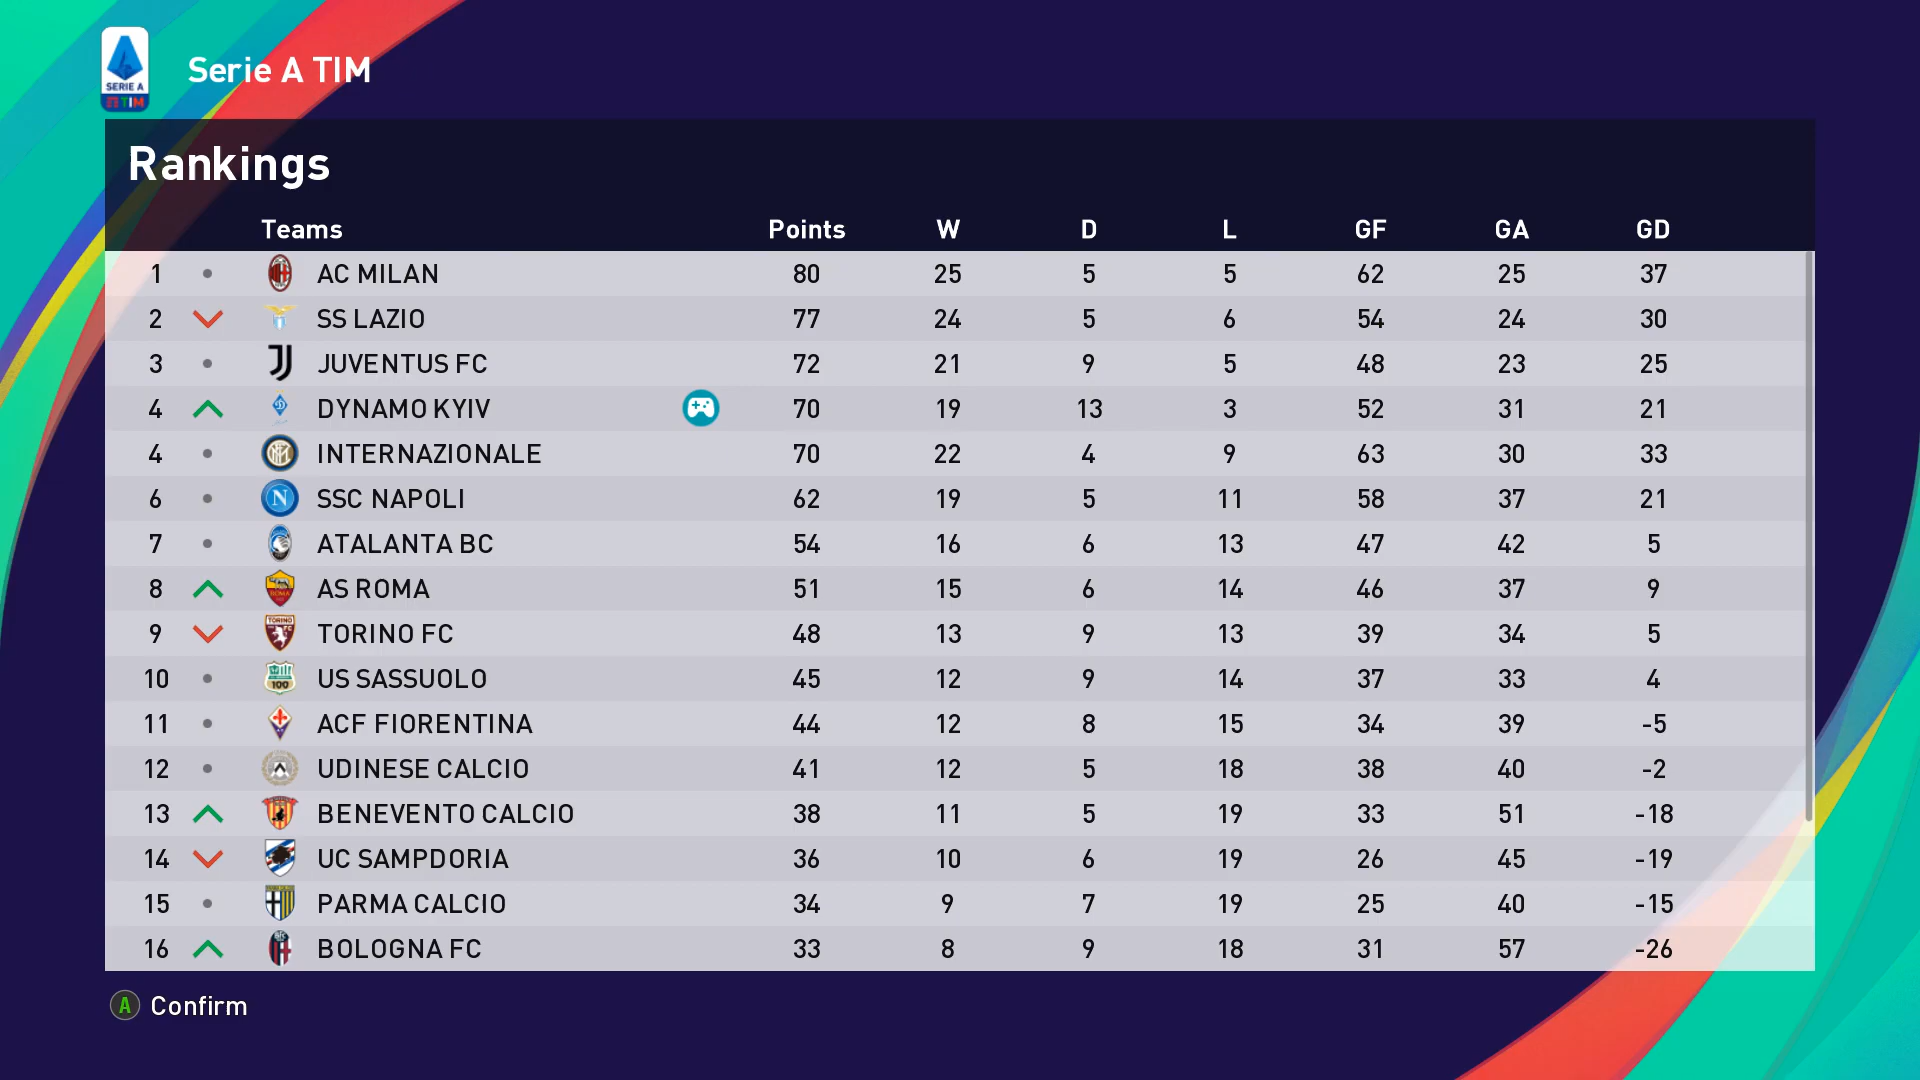 SERIE A
TIM
Serie A TIM
Rankings
Teams Points W D L GF GA GD
1 AC MILAN 80 25 5 5 62 25 37
2 SS LAZIO 77 24 5 6 54 24 30
3 JUVENTUS FC 72 21 9 5 48 23 25
4 DYNAMO KYIV 70 19 13 3 52 31 21
4 INTERNAZIONALE 70 22 4 9 63 30 33
6 N SSC NAPOLI 62 19 5 11 58 37 21
7 ATALANTA BC 54 16 6 13 47 42 5
8 ROMA AS ROMA 51 15 6 14 46 37 9
9 TORINO FC TORINO FC 48 13 9 13 39 34 5
10 100 US SASSUOLO 45 12 9 14 37 33 4
11 ACF FIORENTINA 44 12 8 15 34 39 -5
12 UDINESE CALCIO 41 12 5 18 38 40 -2
13 BENEVENTO CALCIO 38 11 5 19 33 51 -18
14 UC SAMPDORIA 36 10 6 19 26 45 -19
15 PARMA CALCIO 34 9 7 19 25 40 -15
16 BOLOGNA FC 33 8 9 18 31 57 -26
A Confirm